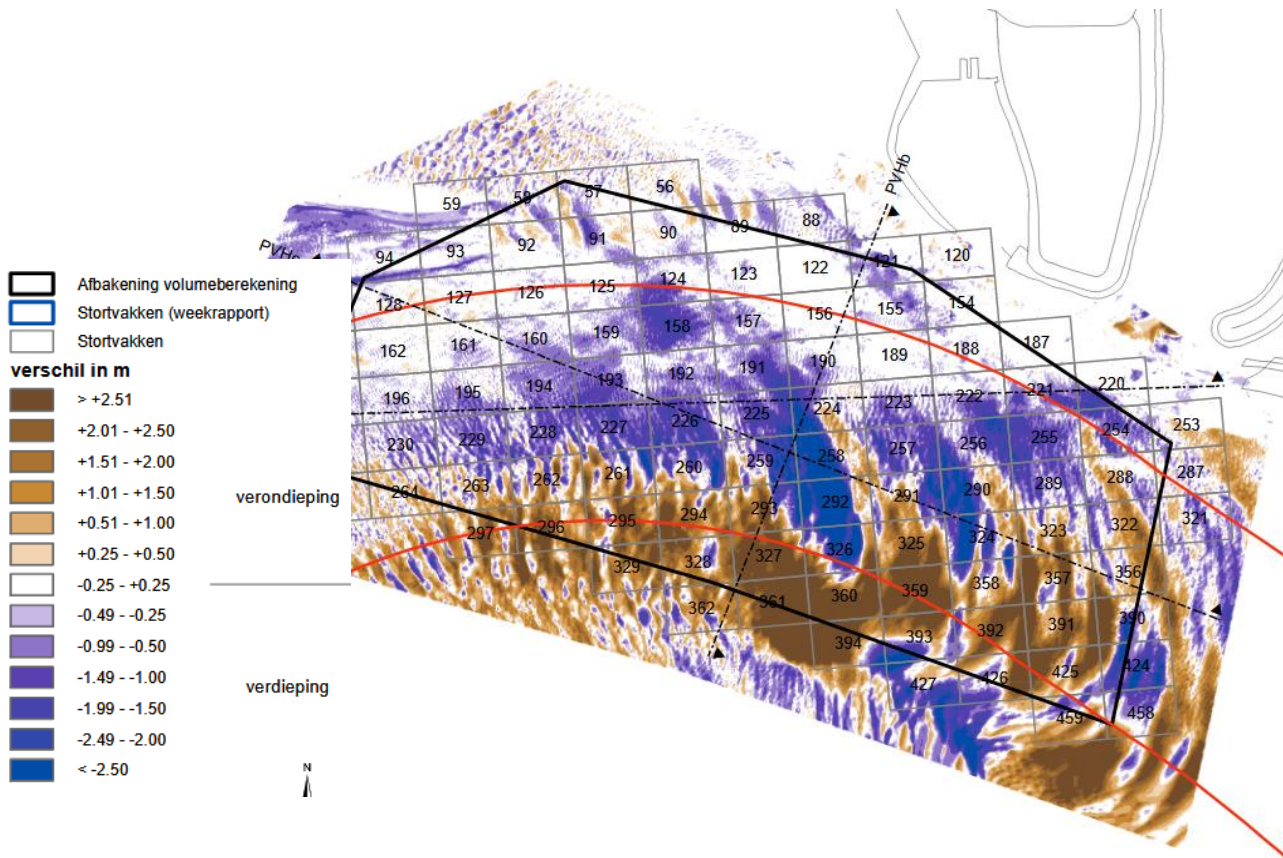 PVHb
59 58 57 56
94 93 92 91 90 89 88
PVHc
128 127 126 125 124 123 122 121 120
162 161 160 159 158 157 156 155 154
196 195 194 193 192 191 190 189 188 187
230 229 228 227 226 225 224 223 222 221 220
264 263 262 261 260 259 258 257 256 255 254 253
297 296 295 294 293 292 291 290 289 288 287
329 328 327 326 325 324 323 322 321
362 361 360 359 358 357 356
394 393 392 391 390
427 426 425 424
459 458
Afbakening volumeberekening
Stortvakken (weekrapport)
Stortvakken
verschil in m
> +2.51
+2.01 - +2.50
+1.51 - +2.00
+1.01 - +1.50
+0.51 - +1.00
+0.25 - +0.50
-0.25 - +0.25
-0.49 - -0.25
-0.99 - -0.50
-1.49 - -1.00
-1.99 - -1.50
-2.49 - -2.00
< -2.50
verondieping
verdieping
N